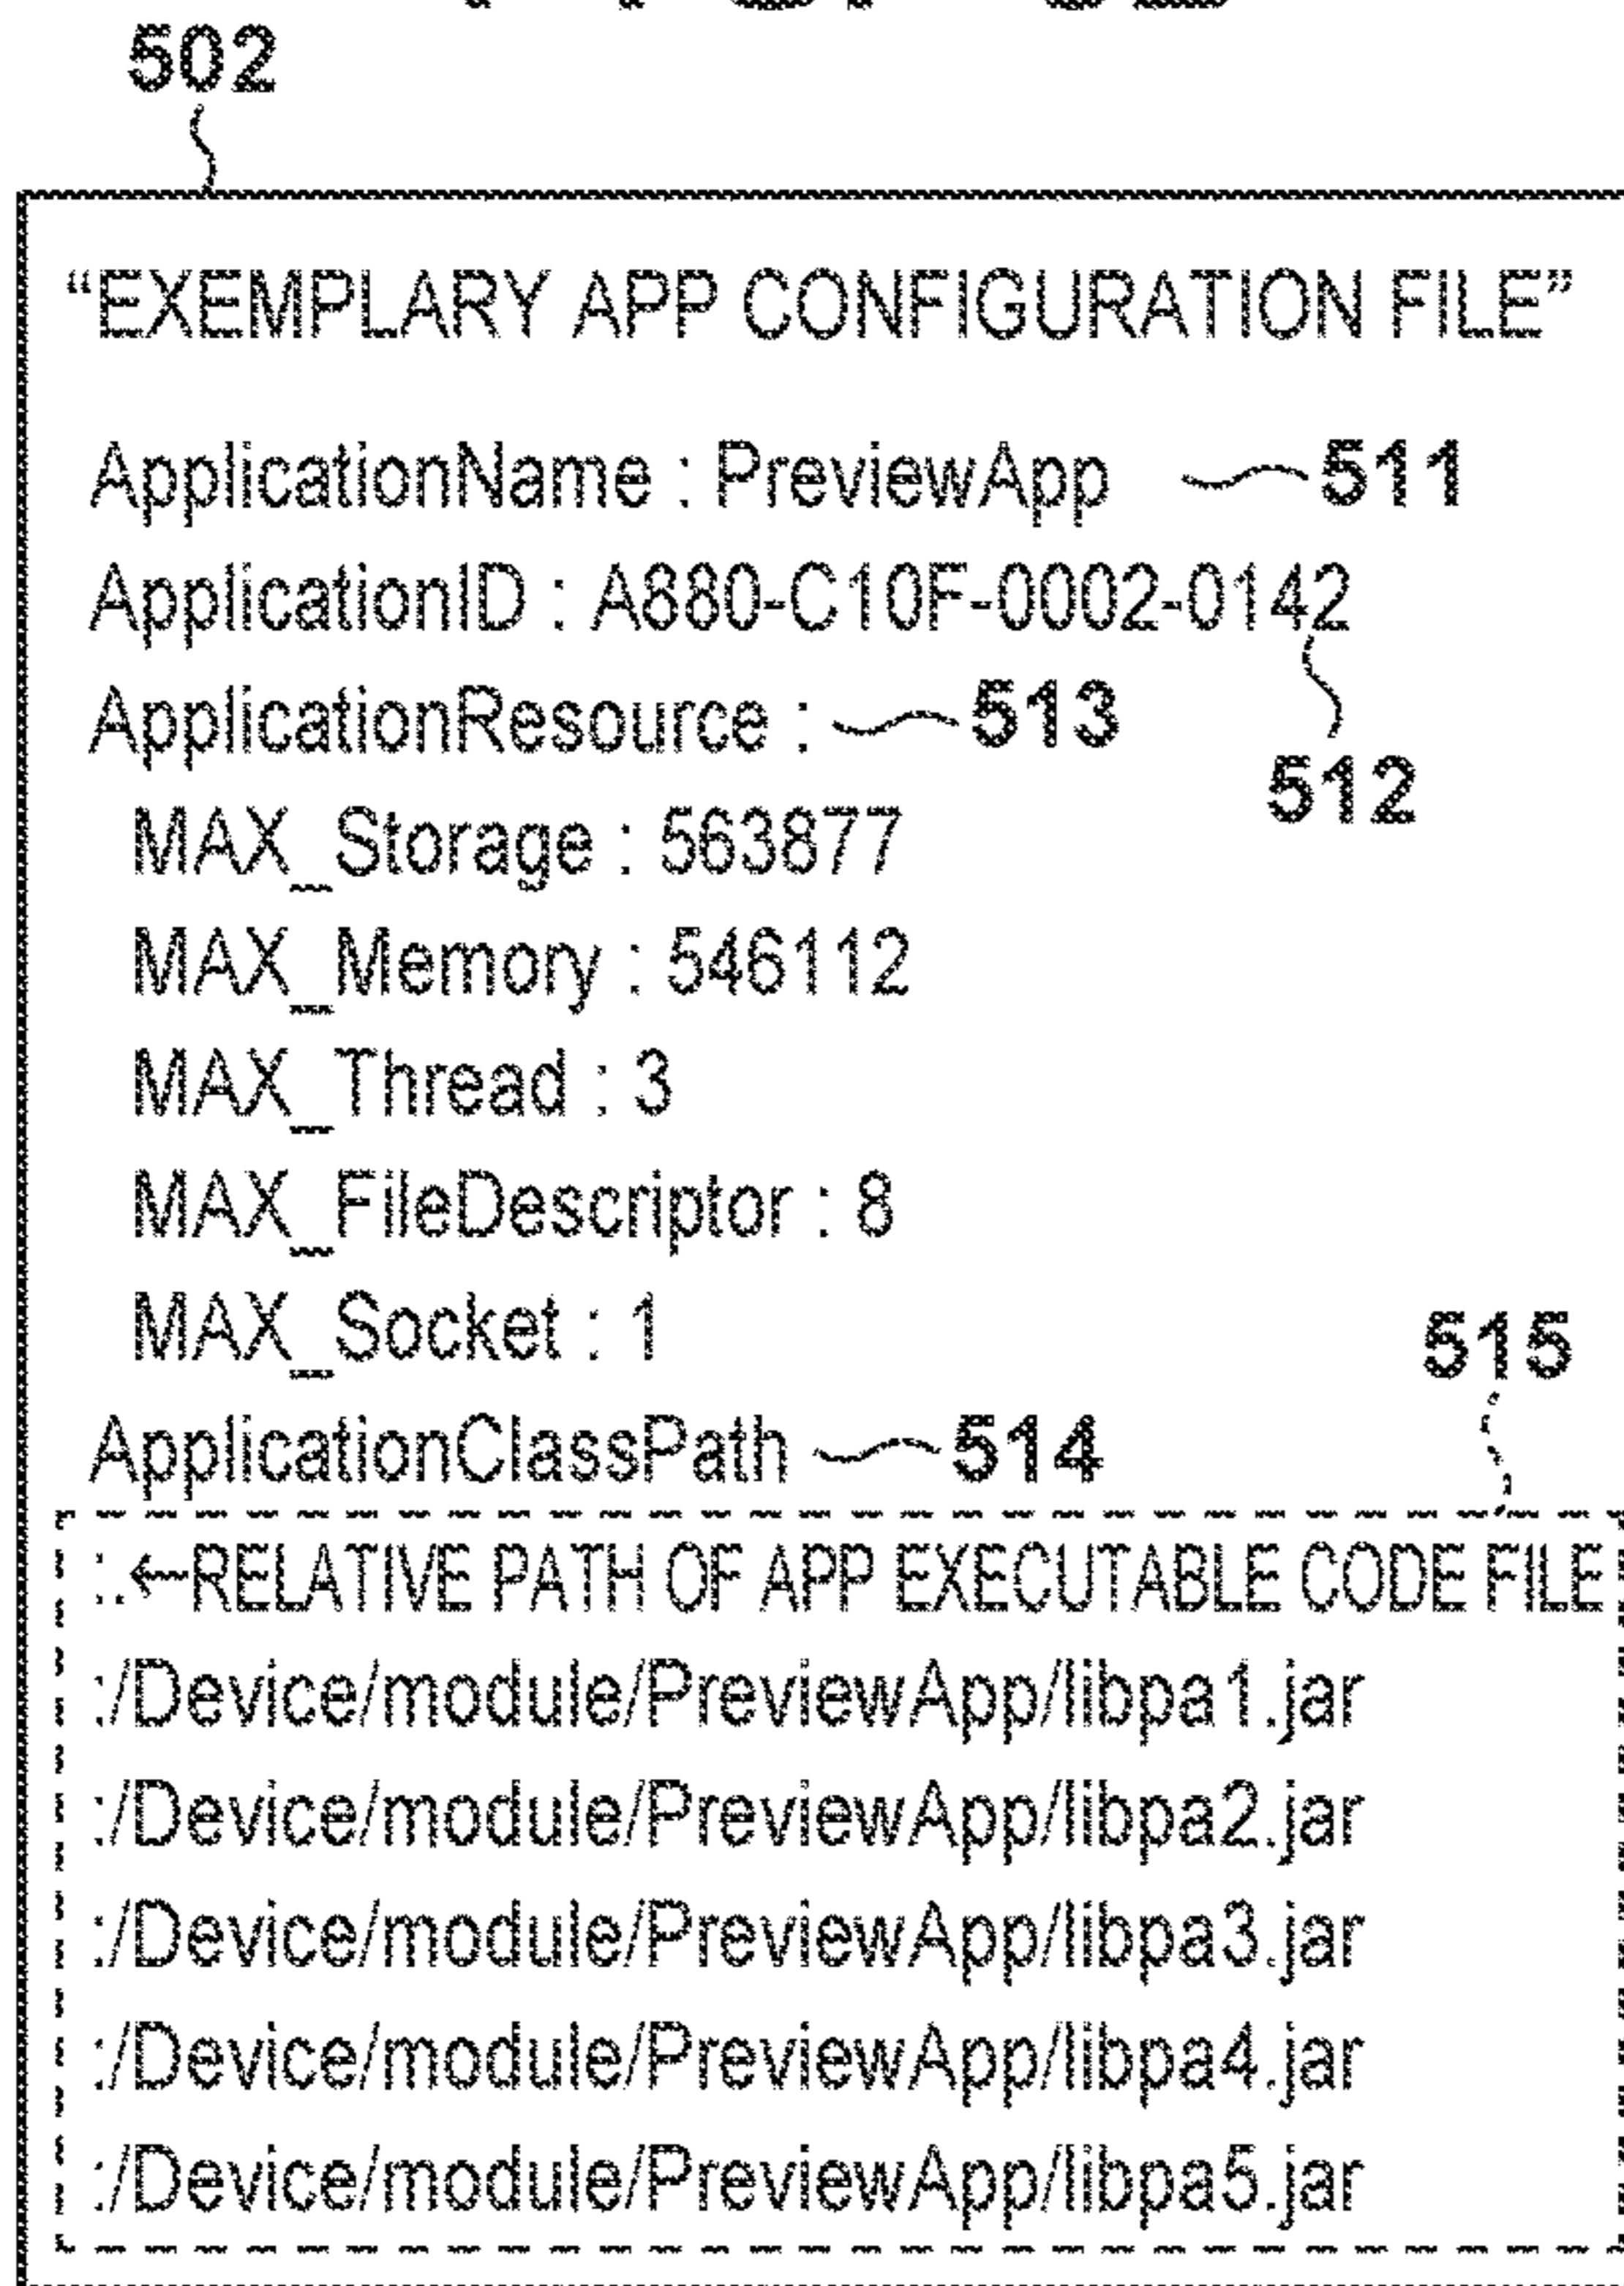 502
“EXEMPLARY APP CONFIGURATION FILE”
ApplicationName : PreviewApp 511
ApplicationID : A880-C10F-0002-0142
ApplicationResource : 513
512
MAX_Storage : 563877
MAX_Memory : 546112
MAX_Thread : 3
MAX_FileDescriptor : 8
MAX_Socket : 1
515
ApplicationClassPath 514
:.←RELATIVE PATH OF APP EXECUTABLE CODE FILE
:/Device/module/PreviewApp/libpa1.jar
:/Device/module/PreviewApp/libpa2.jar
:/Device/module/PreviewApp/libpa3.jar
:/Device/module/PreviewApp/libpa4.jar
:/Device/module/PreviewApp/libpa5.jar